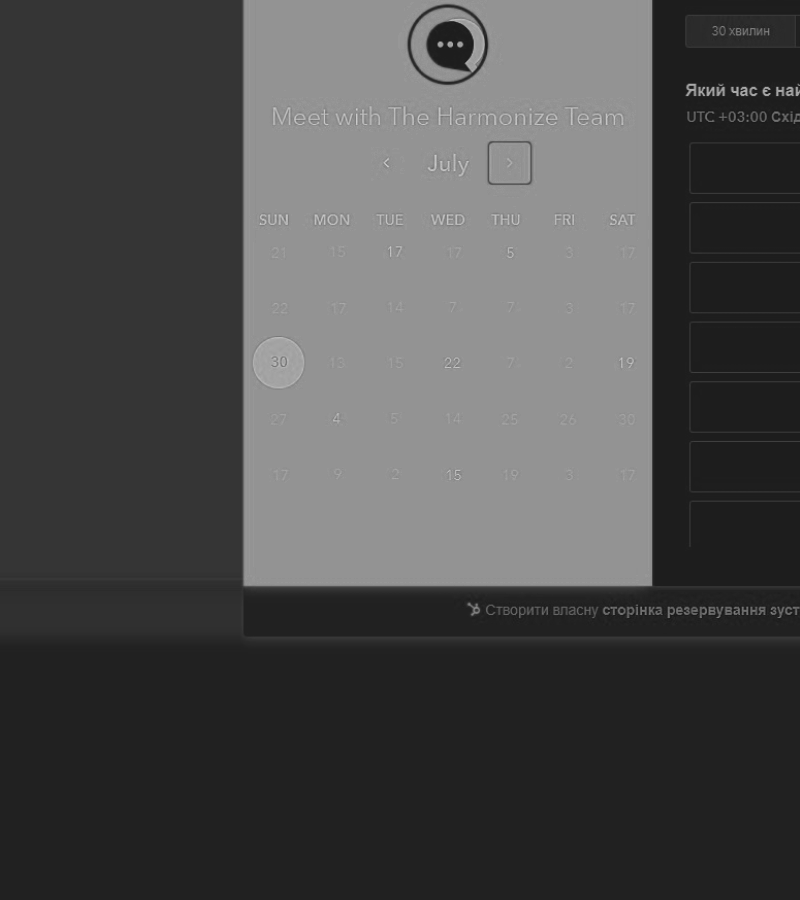 30 хвилин
Meet with The Harmonize Team
Який час є най
UTC +03:00 Схід
July
SUN MON TUE WED THU FRI SAT
21 15 17 17 5 3 17
22 17 14 7 7 3 17
30 13 15 22 7 2 19
27 4 5 14 25 26 30
17 9 2 15 19 3 17
Створити власну сторінка резервування зуст